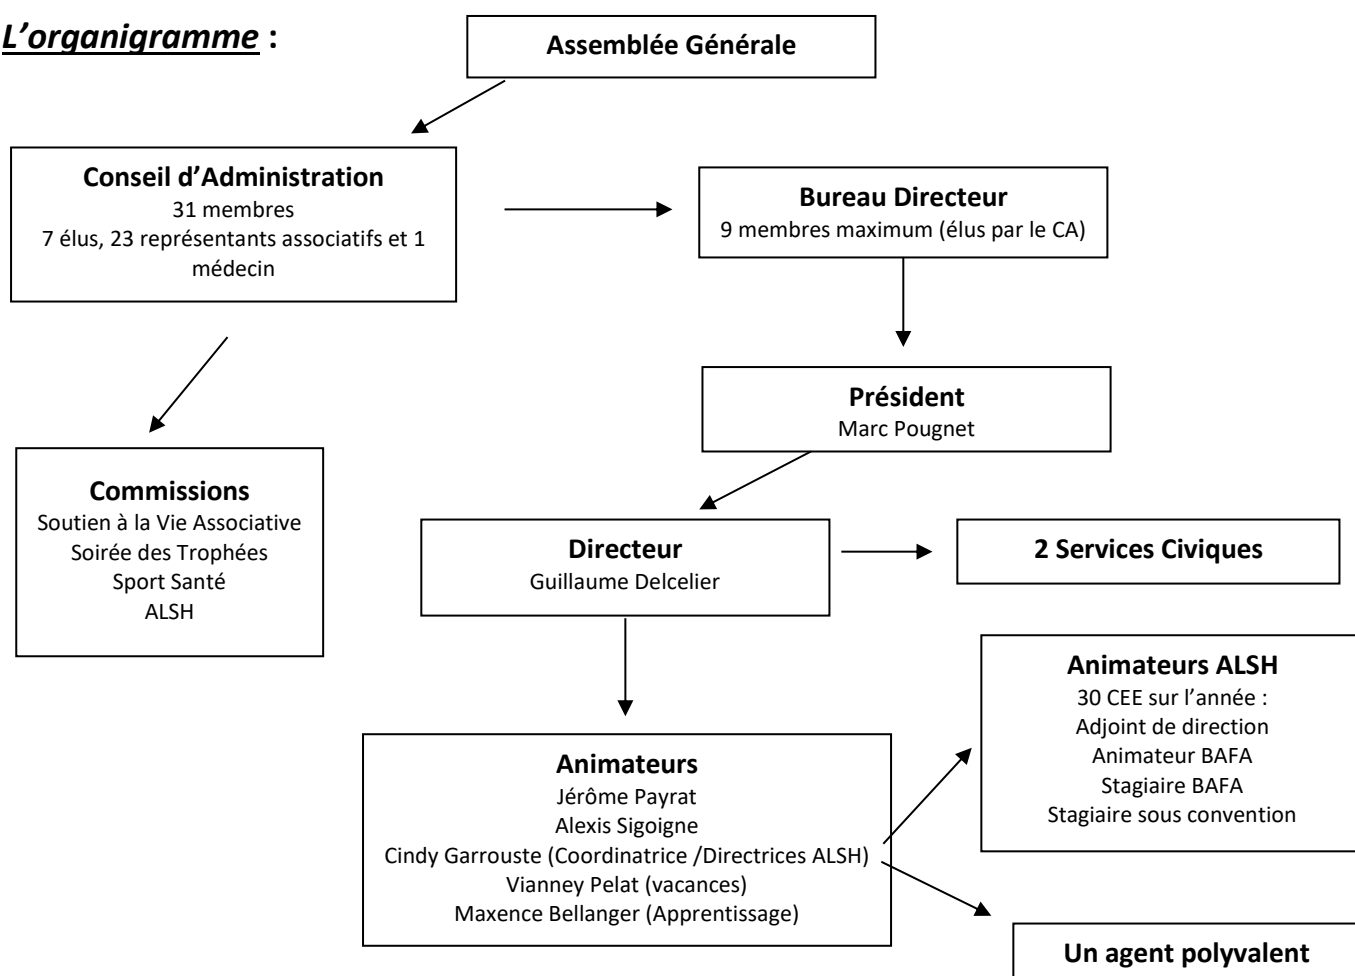 L'organigramme :
Assemblée Générale
Conseil d'Administration
31 membres
7 élus, 23 représentants associatifs et 1
médecin
Bureau Directeur
9 membres maximum (élus par le CA)
Président
Marc Pougnet
Commissions
Soutien à la Vie Associative
Soirée des Trophées
Sport Santé
ALSH
Directeur
Guillaume Delcelier
2 Services Civiques
Animateurs ALSH
30 CEE sur l'année :
Adjoint de direction
Animateur BAFA
Stagiaire BAFA
Stagiaire sous convention
Animateurs
Jérôme Payrat
Alexis Sigoigne
Cindy Garrouste (Coordinatrice /Directrices ALSH)
Vianney Pelat (vacances)
Maxence Bellanger (Apprentissage)
Un agent polyvalent